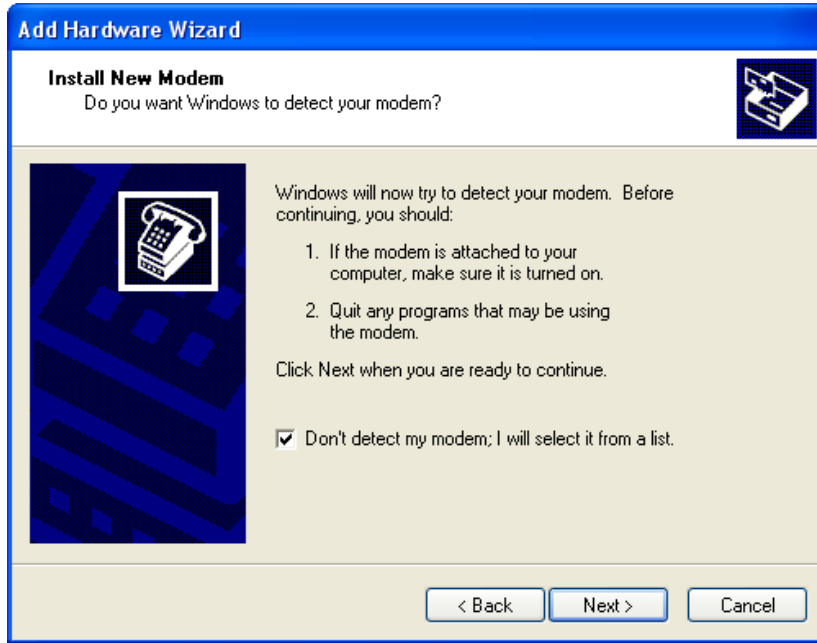 Add Hardware Wizard
Install New Modem
Do you want Windows to detect your modem?
Windows will now try to detect your modem.  Before
continuing, you should:
1. If the modem is attached to your
computer, make sure it is turned on.
2. Quit any programs that may be using
the modem.
Click Next when you are ready to continue.
Don't detect my modem; I will select it from a list.
< Back
Next >
Cancel